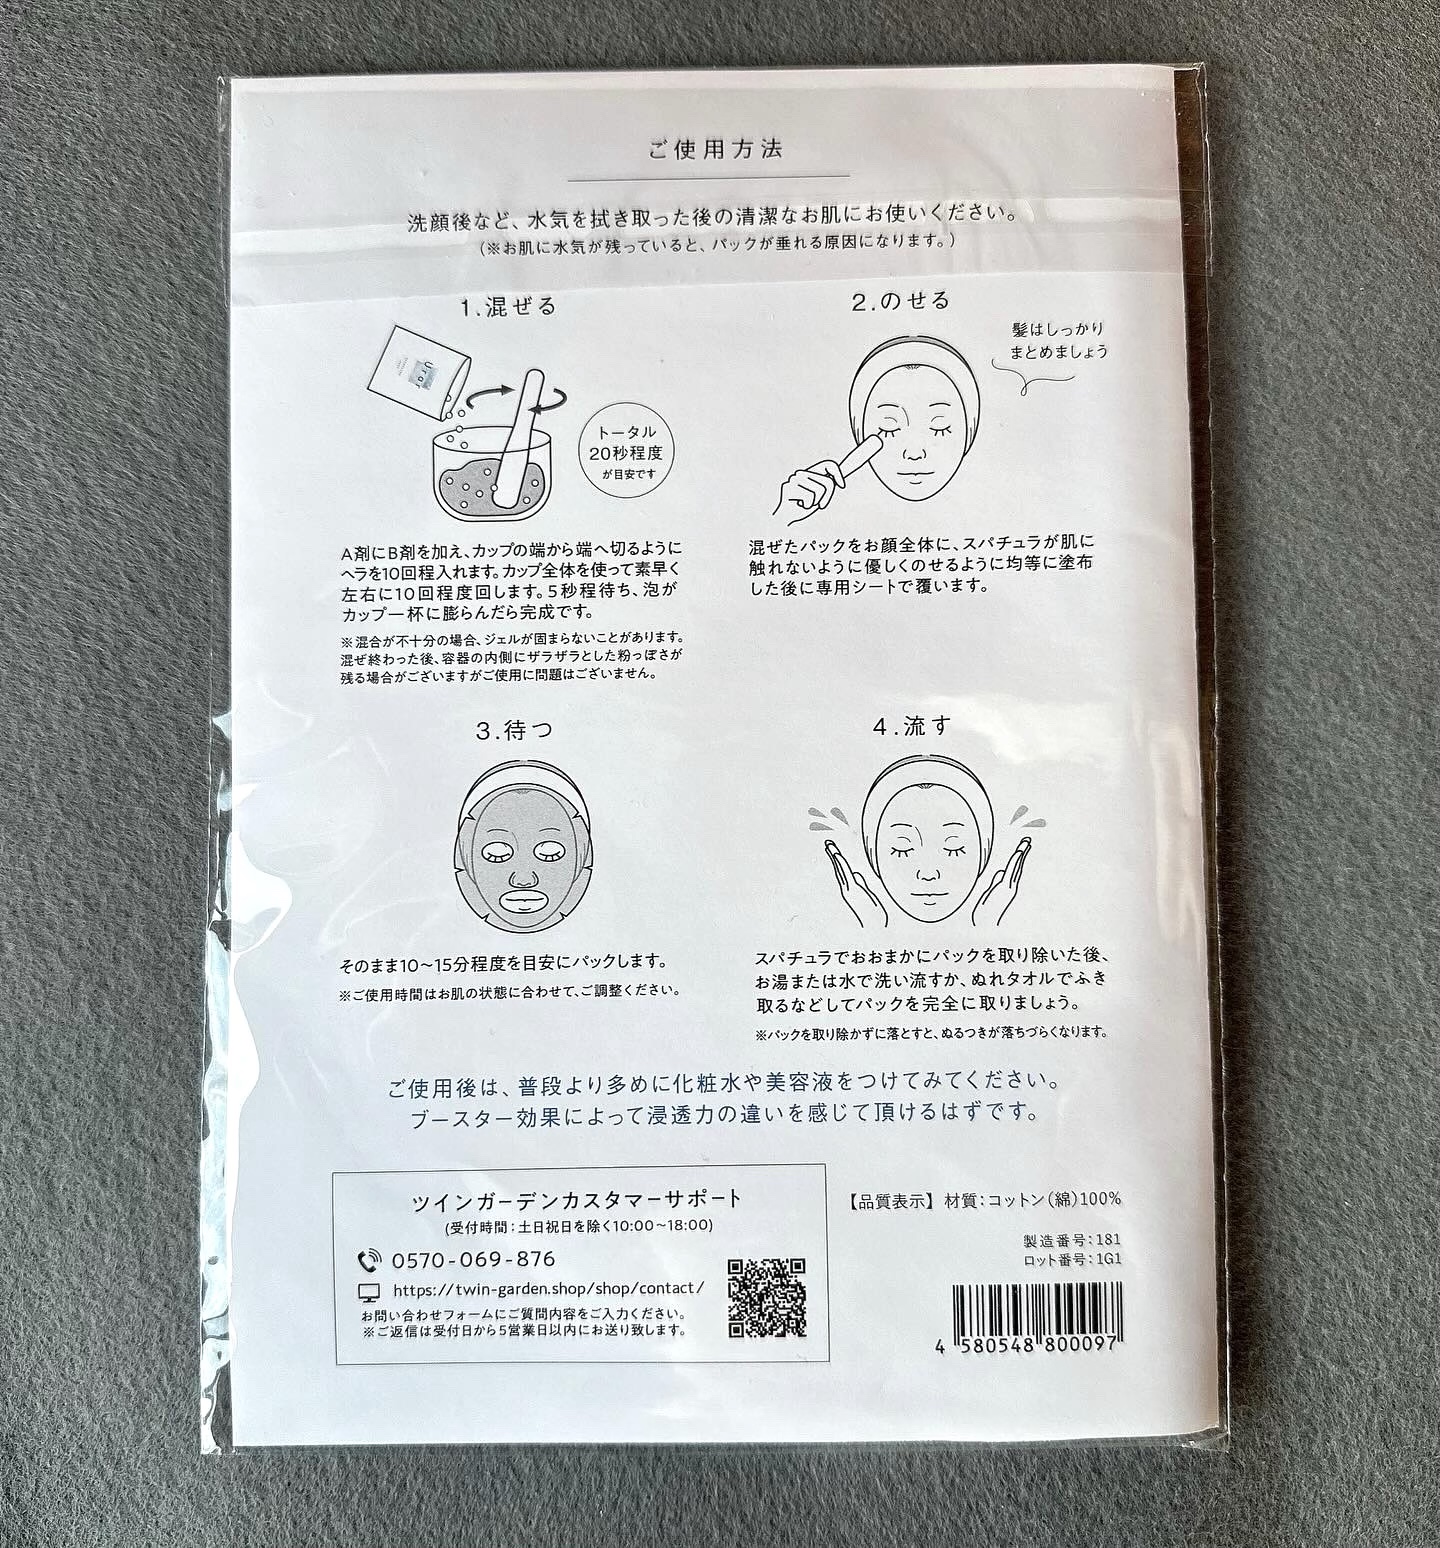 ご使用方法
洗顔後など、水気を拭き取った後の清潔なお肌にお使いください。
（※お肌に水気が残っていると、パックが垂れる原因になります。）
1.混ぜる
トータル
20秒程度
が目安です
A剤にB剤を加え、カップの端から端へ切るように
ヘラを10回程入れます。カップ全体を使って素早く
左右に10回程度回します。5秒程待ち、泡が
カップ一杯に膨らんだら完成です。
※混合が不十分の場合、ジェルが固まらないことがあります。
混ぜ終わった後、容器の内側にザラザラとした粉っぽさが
残る場合がございますがご使用に問題はございません。
2.のせる
髪はしっかり
まとめましょう
混ぜたパックをお顔全体に、スパチュラが肌に
触れないように優しくのせるように均等に塗布
した後に専用シートで覆います。
3.待つ
そのまま10～15分程度を目安にパックします。
※ご使用時間はお肌の状態に合わせて、ご調整ください。
4.流す
スパチュラでおおまかにパックを取り除いた後、
お湯または水で洗い流すか、ぬれタオルでふき
取るなどしてパックを完全に取りましょう。
※パックを取り除かずに落とすと、ぬるつきが落ちづらくなります。
ご使用後は、普段より多めに化粧水や美容液をつけてみてください。
ブースター効果によって浸透力の違いを感じて頂けるはずです。
ツインガーデンカスタマーサポート
(受付時間：土日祝日を除く10:00～18:00)
0570-069-876
https://twin-garden.shop/shop/contact/
お問い合わせフォームにご質問内容をご入力ください。
※ご返信は受付日から5営業日以内にお送り致します。
【品質表示】材質：コットン（綿）100%
製造番号：181
ロット番号：1G1
4 580548 800097